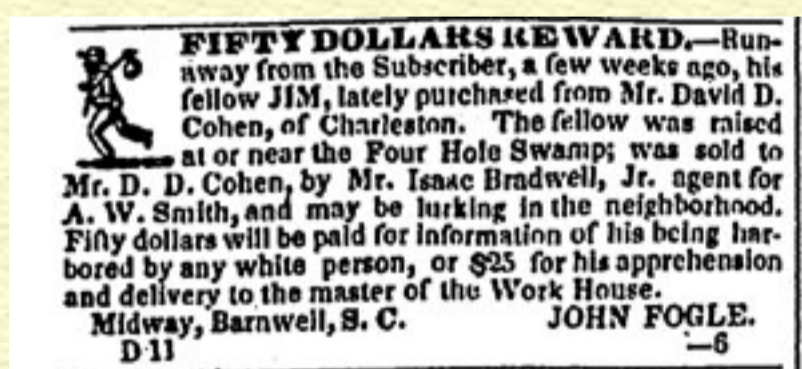 FIFTY DOLLARS REWARD.—Run-
away from the Subscriber, a few weeks ago, his
fellow JIM, lately purchased from Mr. David D.
Cohen, of Charleston. The fellow was raised
at or near the Four Hole Swamp; was sold to
Mr. D. D. Cohen, by Mr. Isaac Bradwell, Jr. agent for
A. W. Smith, and may be lurking in the neighborhood.
Fifty dollars will be paid for information of his being har-
bored by any white person, or $25 for his apprehension
and delivery to the master of the Work House.
Midway, Barnwell, S. C. JOHN FOGLE.
D 11 —6